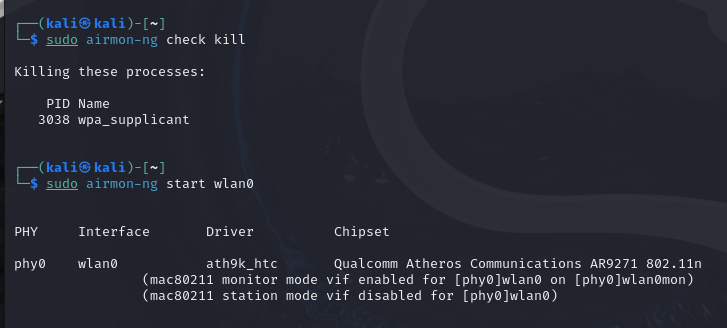 ┌──(kali㉿kali)-[~]
└─$ sudo airmon-ng check kill
Killing these processes:
PID Name
3038 wpa_supplicant
┌──(kali㉿kali)-[~]
└─$ sudo airmon-ng start wlan0
PHY Interface Driver Chipset
phy0 wlan0 ath9k_htc Qualcomm Atheros Communications AR9271 802.11n
(mac80211 monitor mode vif enabled for [phy0]wlan0 on [phy0]wlan0mon)
(mac80211 station mode vif disabled for [phy0]wlan0)